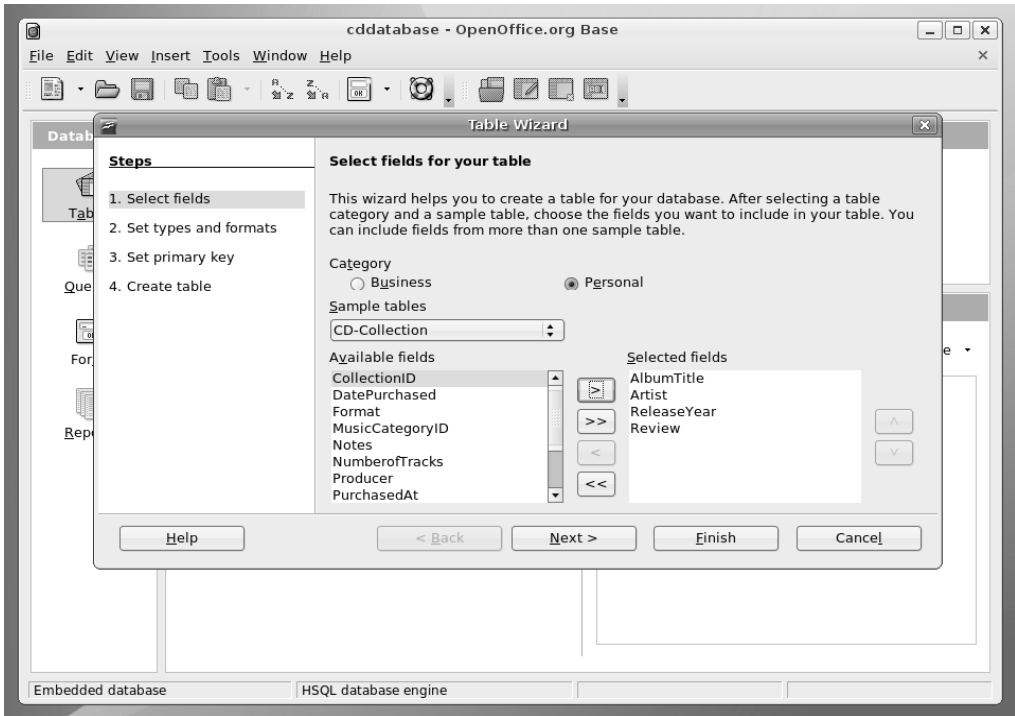 cddatabase - OpenOffice.org Base
File Edit View Insert Tools Window Help
Table Wizard
Steps
1. Select fields
2. Set types and formats
3. Set primary key
4. Create table
Select fields for your table
This wizard helps you to create a table for your database. After selecting a table
category and a sample table, choose the fields you want to include in your table. You
can include fields from more than one sample table.
Category
Business Personal
Sample tables
CD-Collection
Available fields
CollectionID
DatePurchased
Format
MusicCategoryID
Notes
NumberofTracks
Producer
PurchasedAt
>
>>
<
<<
Selected fields
AlbumTitle
Artist
ReleaseYear
Review
Help < Back Next > Finish Cancel
Embedded database HSQL database engine